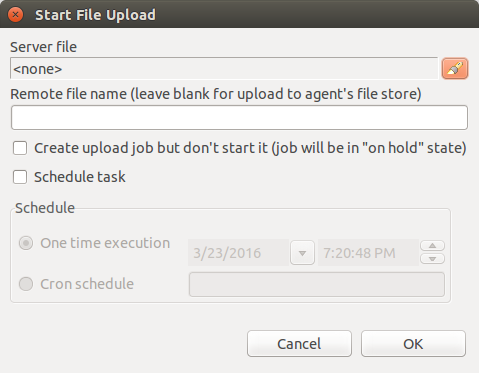 Start File Upload
Server file
<none>
Remote file name (leave blank for upload to agent's file store)
Create upload job but don't start it (job will be in "on hold" state)
Schedule task
Schedule
One time execution 3/23/2016 7:20:48 PM
Cron schedule
Cancel OK